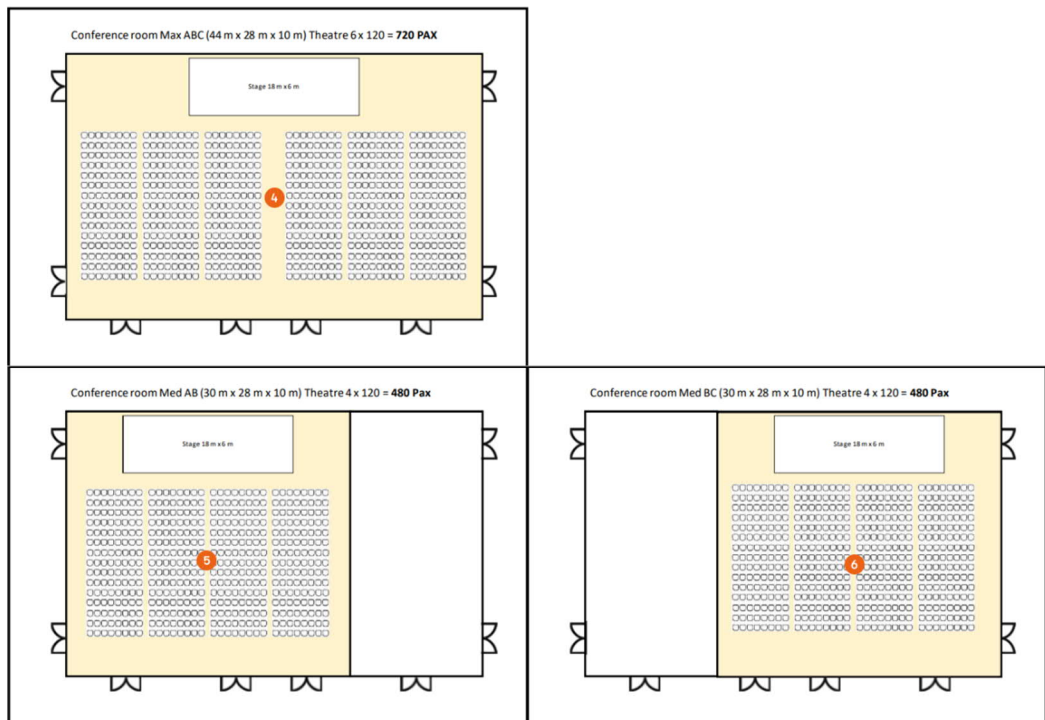 Conference room Max ABC (44 m x 28 m x 10 m) Theatre 6 x 120 = 720 PAX
Stage 18 m x 6 m
4
Conference room Med AB (30 m x 28 m x 10 m) Theatre 4 x 120 = 480 Pax
Stage 18 m x 6 m
5
Conference room Med BC (30 m x 28 m x 10 m) Theatre 4 x 120 = 480 Pax
Stage 18 m x 6 m
6